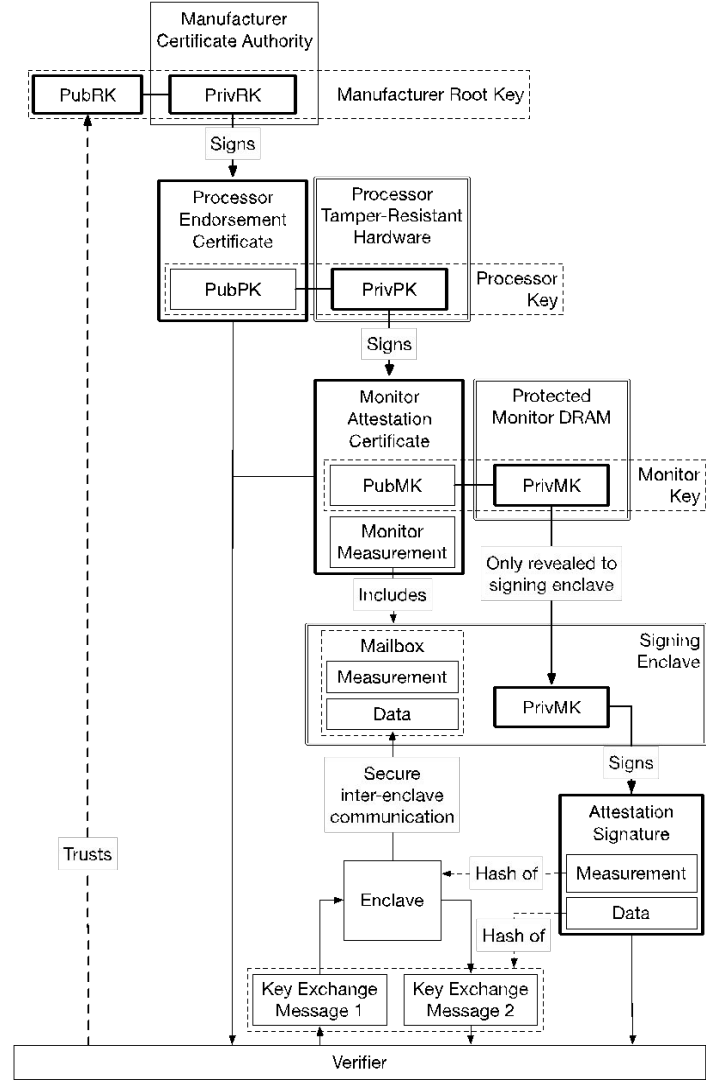 Manufacturer
Certificate Authority
PubRK
PrivRK
Manufacturer Root Key
Signs
Processor
Endorsement
Certificate
Processor
Tamper-Resistant
Hardware
PubPK
PrivPK
Processor
Key
Signs
Monitor
Attestation
Certificate
Protected
Monitor DRAM
PubMK
PrivMK
Monitor
Key
Monitor
Measurement
Only revealed to
signing enclave
Includes
Mailbox
Signing
Enclave
Measurement
Data
PrivMK
Signs
Secure
inter-enclave
communication
Attestation
Signature
Trusts
Hash of
Measurement
Enclave
Data
Hash of
Key Exchange
Message 1
Key Exchange
Message 2
Verifier